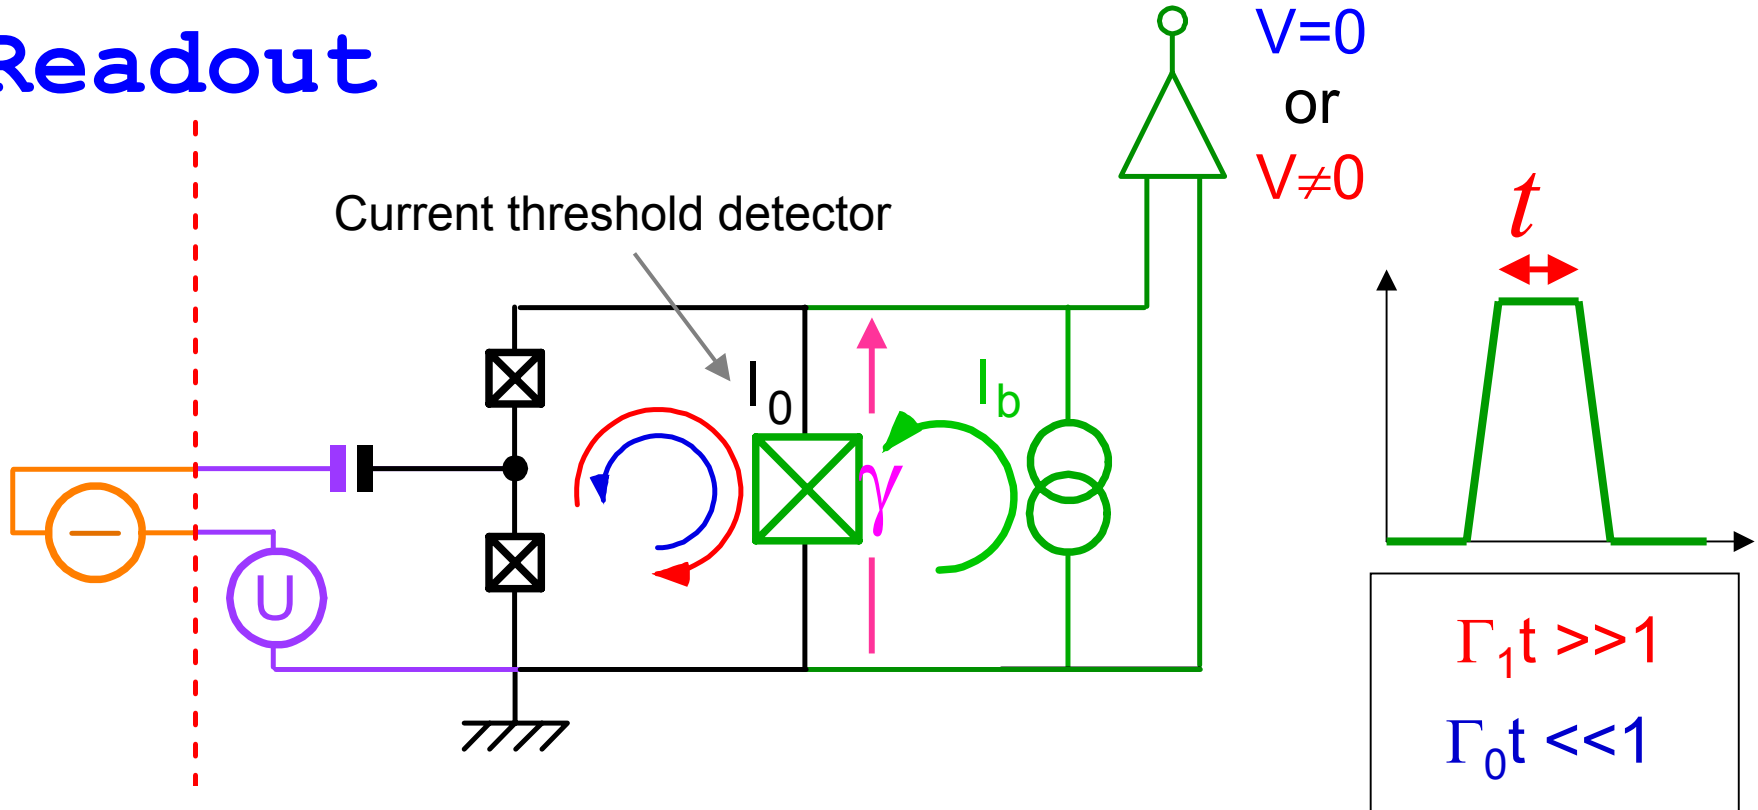 Readout
V=0
or
V≠0
Current threshold detector
t
I0
Ib
γ
U
Γ1t >>1
Γ0t <<1